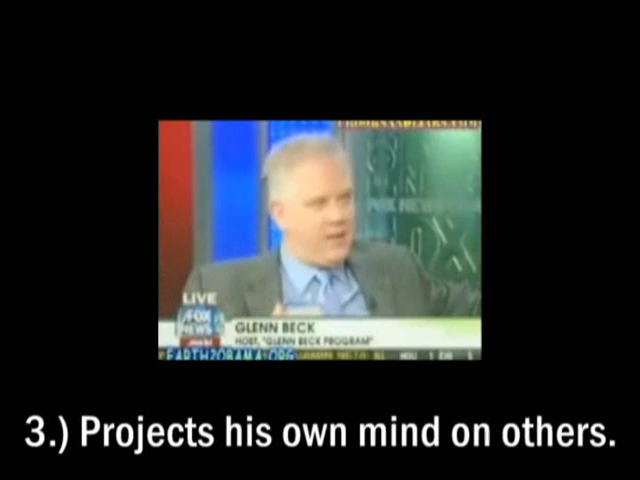 LIVE
FOX
NEWS
GLENN BECK
HOST, "GLENN BECK PROGRAM"
EARTH2OBAMA.ORG
3.) Projects his own mind on others.